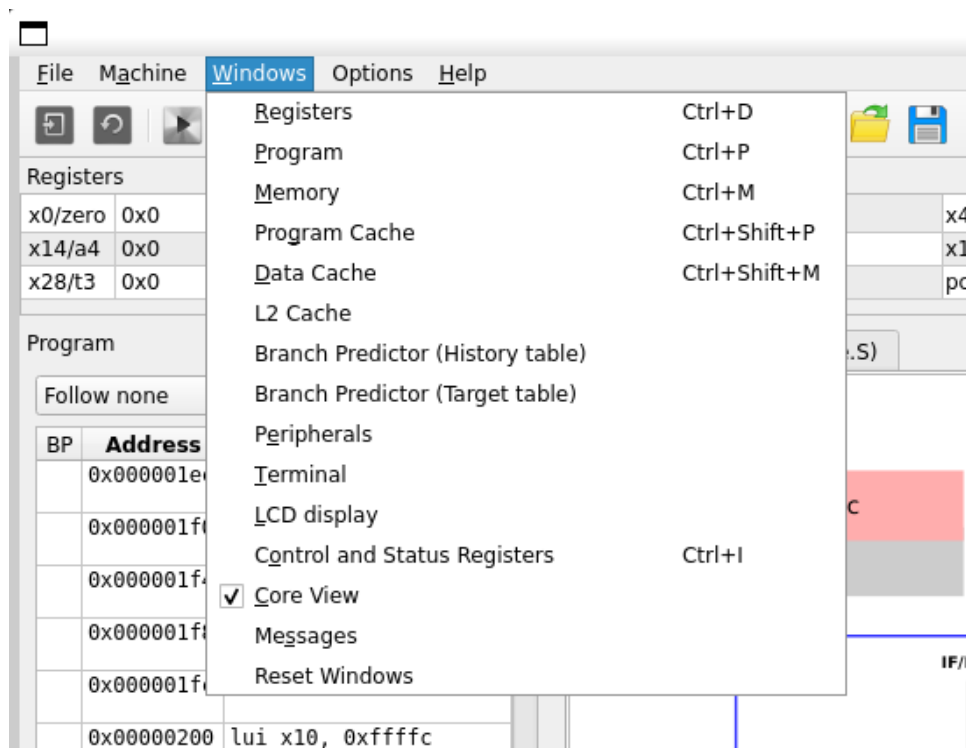 File Machine Windows Options Help
Registers Ctrl+D
Program Ctrl+P
Memory Ctrl+M
Program Cache Ctrl+Shift+P
Data Cache Ctrl+Shift+M
L2 Cache
Branch Predictor (History table)
Branch Predictor (Target table)
Peripherals
Terminal
LCD display
Control and Status Registers Ctrl+I
Core View
Messages
Reset Windows
Registers
x0/zero 0x0
x14/a4 0x0
x28/t3 0x0
Program
.S)
Follow none
BP Address
0x000001f
0x000001f4
0x000001f8
0x00000200 lui x10, 0xffffc